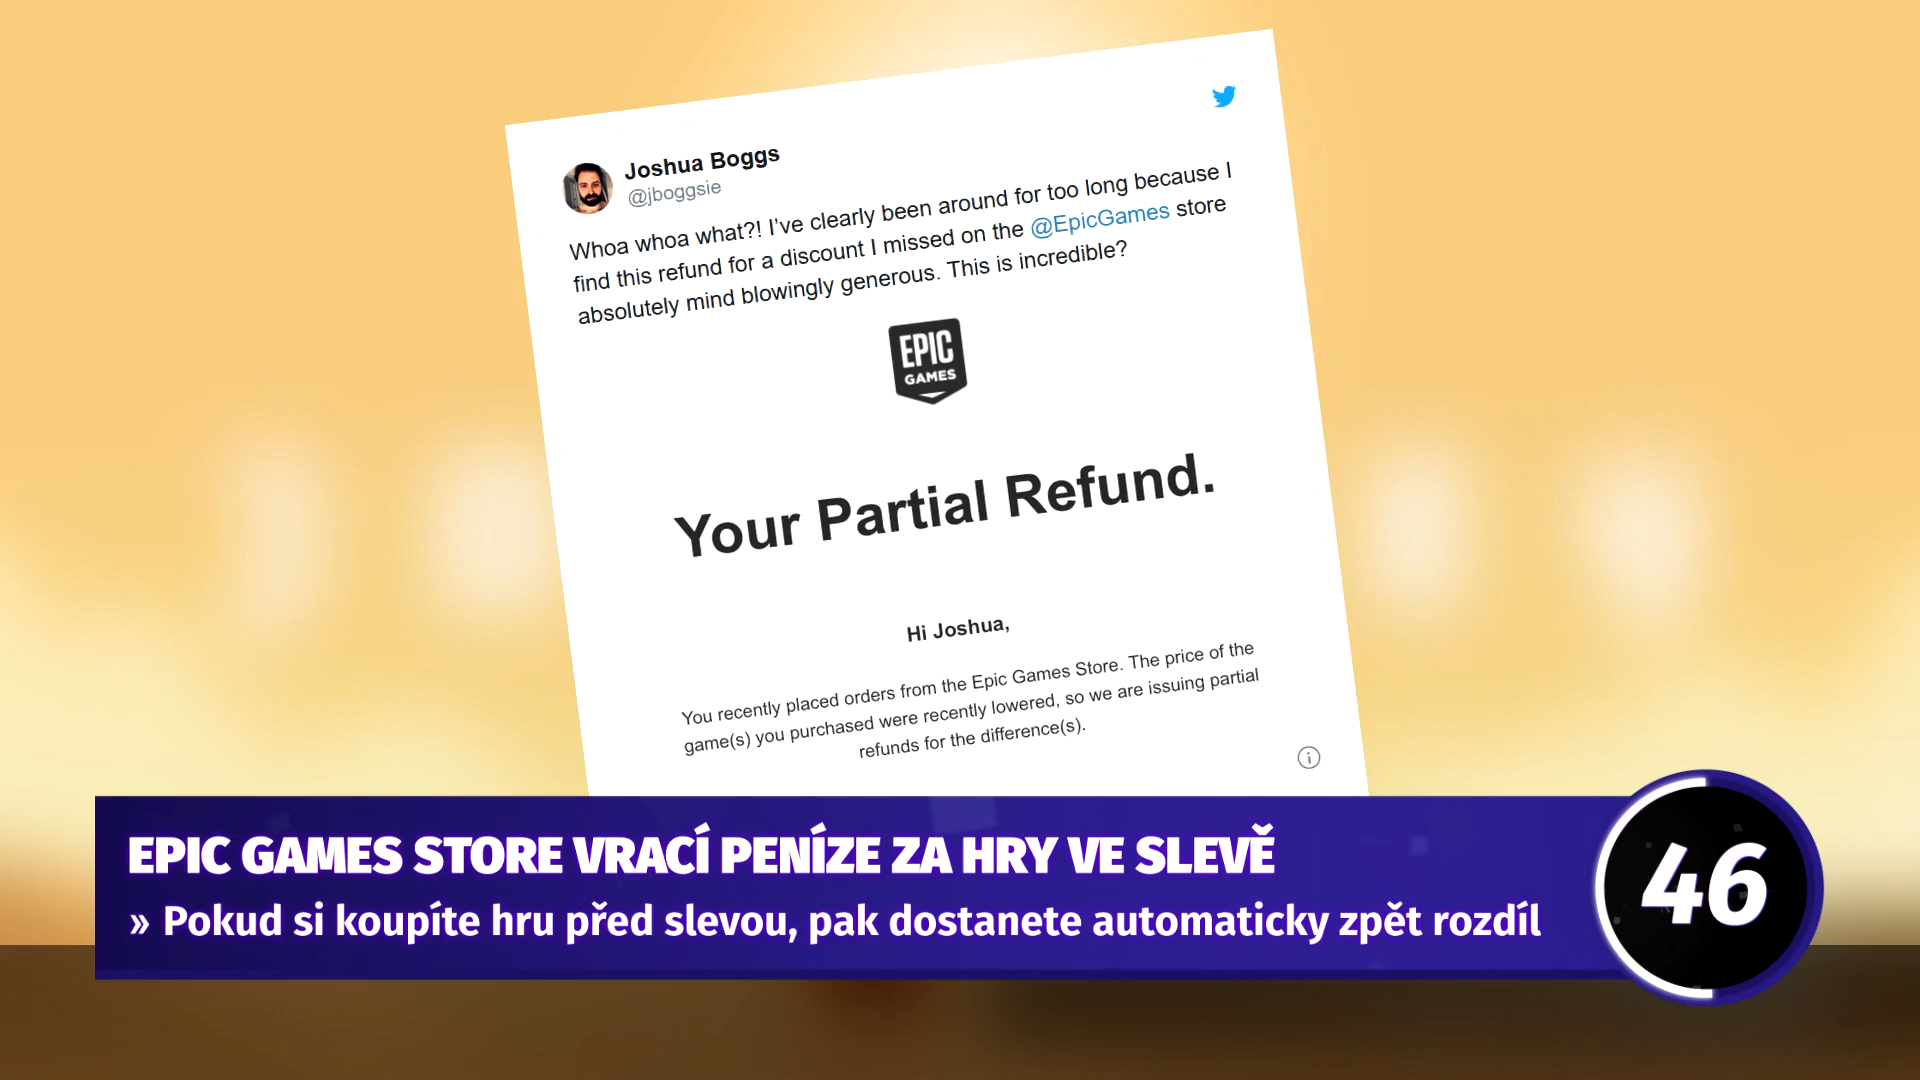 Joshua Boggs
@jboggsie
Whoa whoa what?! I’ve clearly been around for too long because I
find this refund for a discount I missed on the @EpicGames store
absolutely mind blowingly generous. This is incredible?
EPIC
GAMES
Your Partial Refund.
Hi Joshua,
You recently placed orders from the Epic Games Store. The price of the
game(s) you purchased were recently lowered, so we are issuing partial
refunds for the difference(s).
EPIC GAMES STORE VRACÍ PENÍZE ZA HRY VE SLEVĚ
» Pokud si koupíte hru před slevou, pak dostanete automaticky zpět rozdíl
46